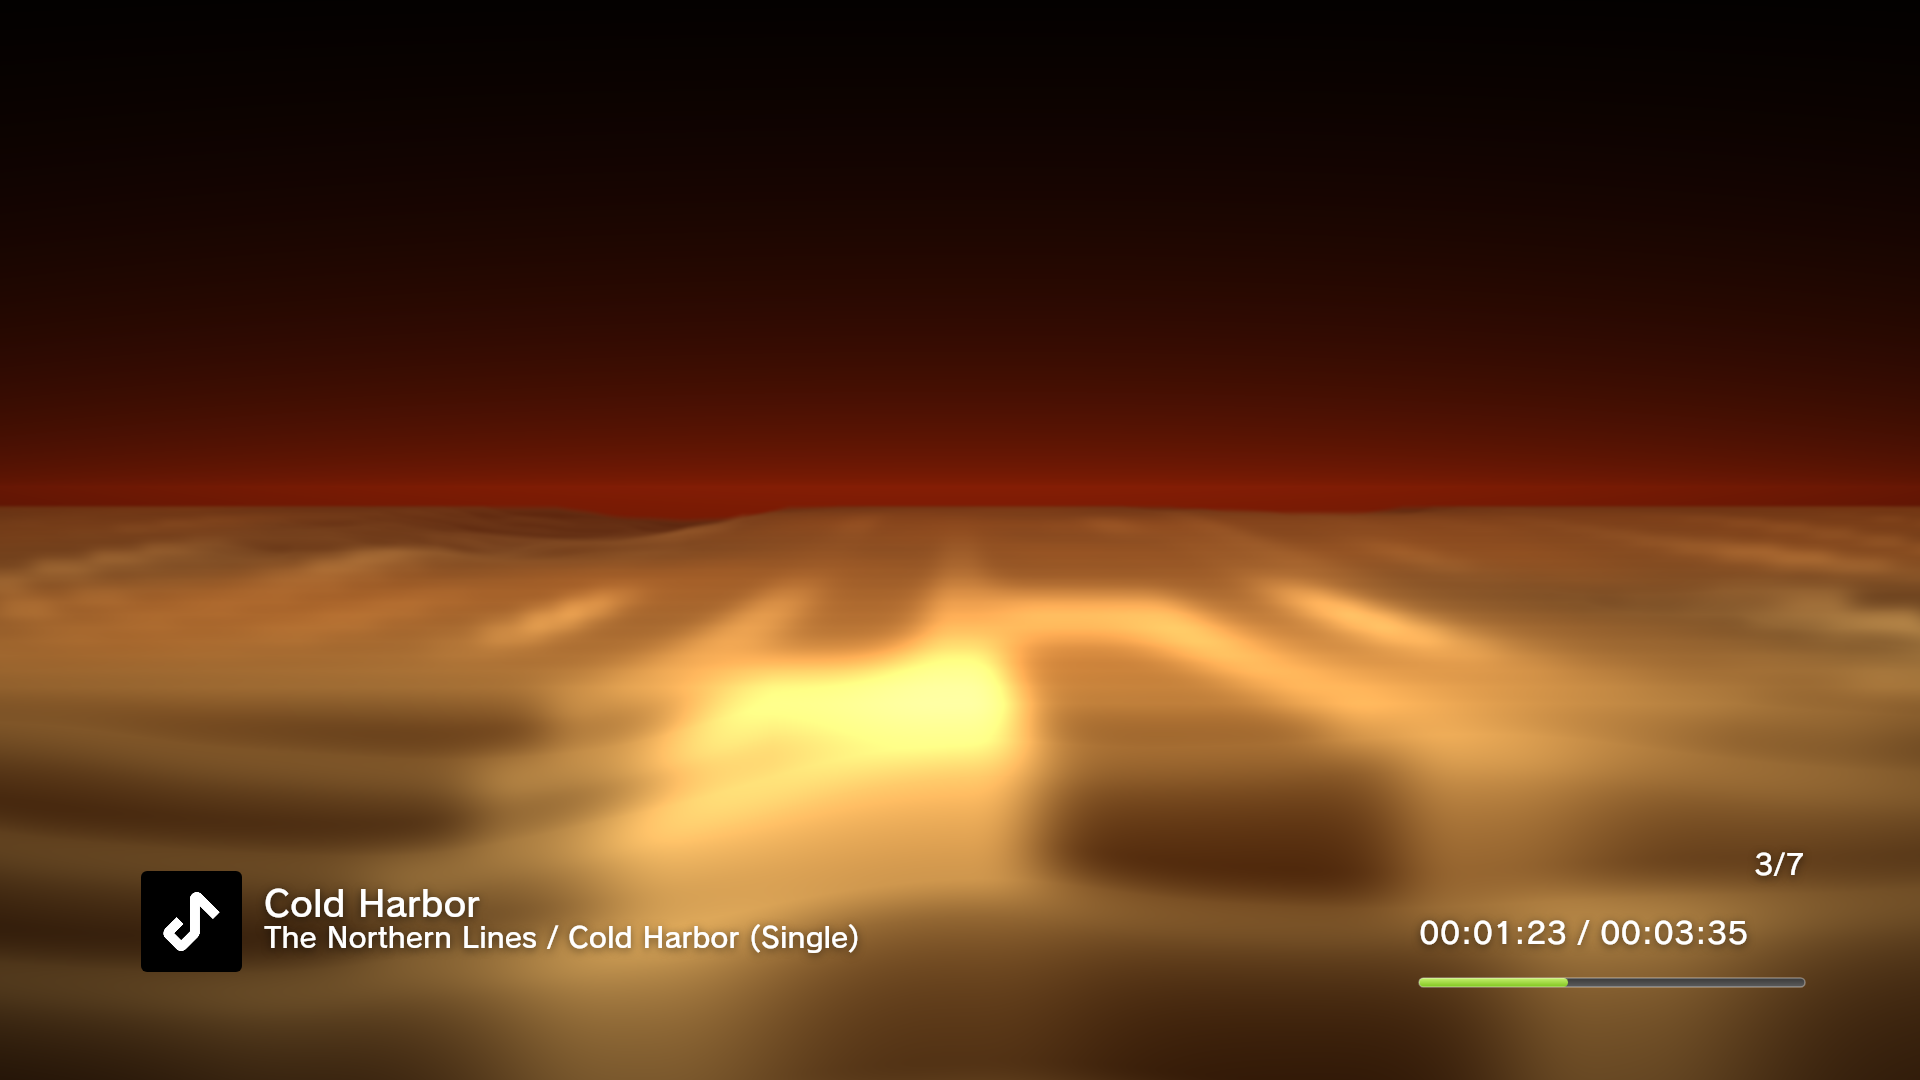 Cold Harbor
The Northern Lines / Cold Harbor (Single)
3/7
00:01:23 / 00:03:35